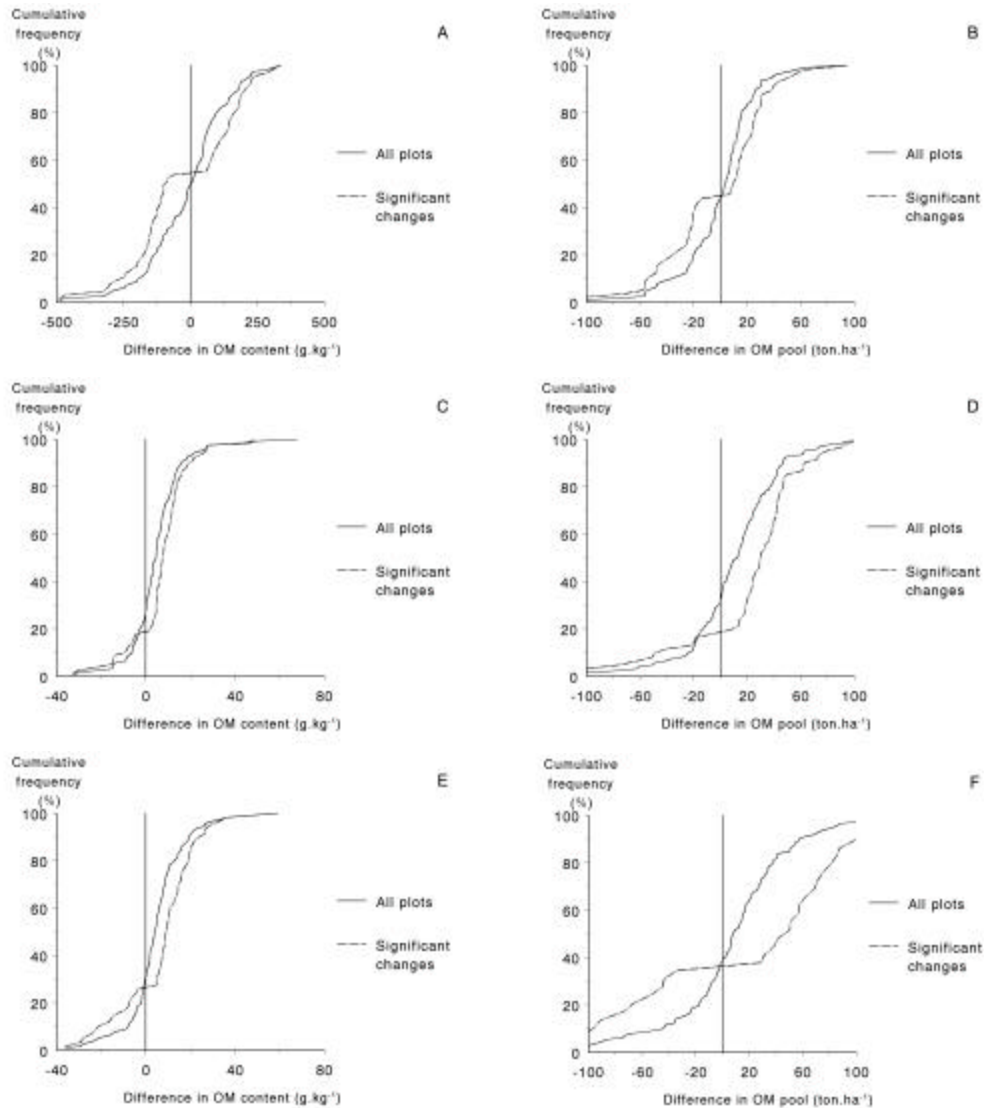 Cumulative
frequency
(%)
A
100
80
60
40
20
0
-500
-250
0
250
500
Difference in OM content (g.kg⁻¹)
All plots
Significant
changes
Cumulative
frequency
(%)
B
100
80
60
40
20
0
-100
-60
-20
20
60
100
Difference in OM pool (ton.ha⁻¹)
All plots
Significant
changes
Cumulative
frequency
(%)
C
100
80
60
40
20
0
-40
0
40
80
Difference in OM content (g.kg⁻¹)
All plots
Significant
changes
Cumulative
frequency
(%)
D
100
80
60
40
20
0
-100
-60
-20
20
60
100
Difference in OM pool (ton.ha⁻¹)
All plots
Significant
changes
Cumulative
frequency
(%)
E
100
80
60
40
20
0
-40
0
40
80
Difference in OM content (g.kg⁻¹)
All plots
Significant
changes
Cumulative
frequency
(%)
F
100
80
60
40
20
0
-100
-60
-20
20
60
100
Difference in OM pool (ton.ha⁻¹)
All plots
Significant
changes